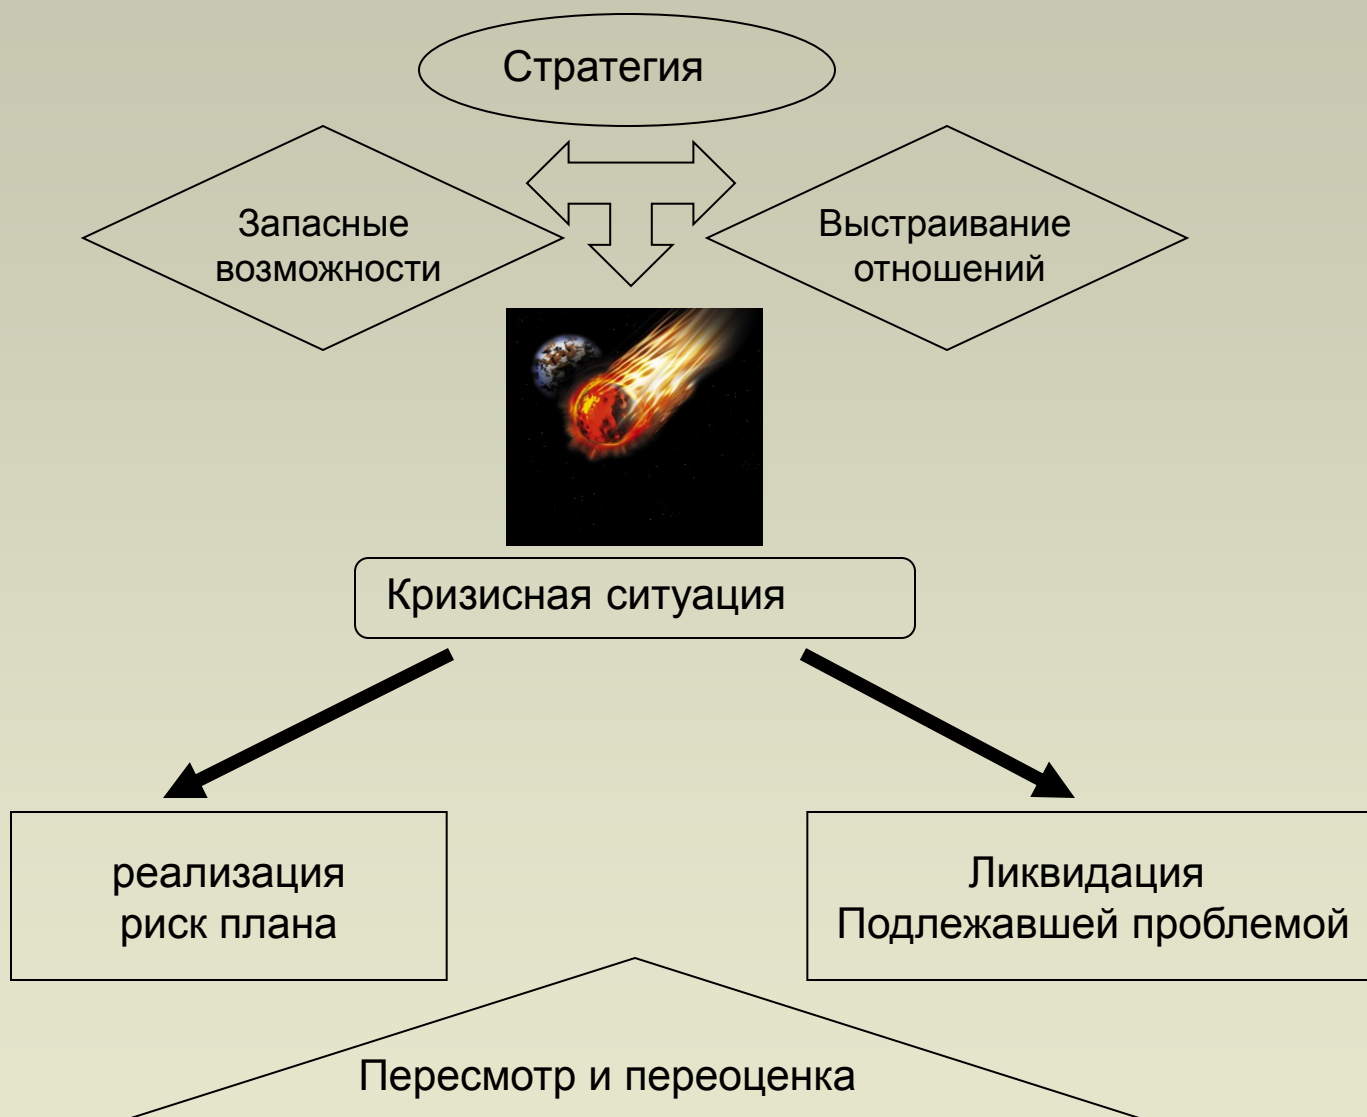 Стратегия
Запасные
возможности
Выстраивание
отношений
Кризисная ситуация
реализация
риск плана
Ликвидация
Подлежавшей проблемой
Пересмотр и переоценка